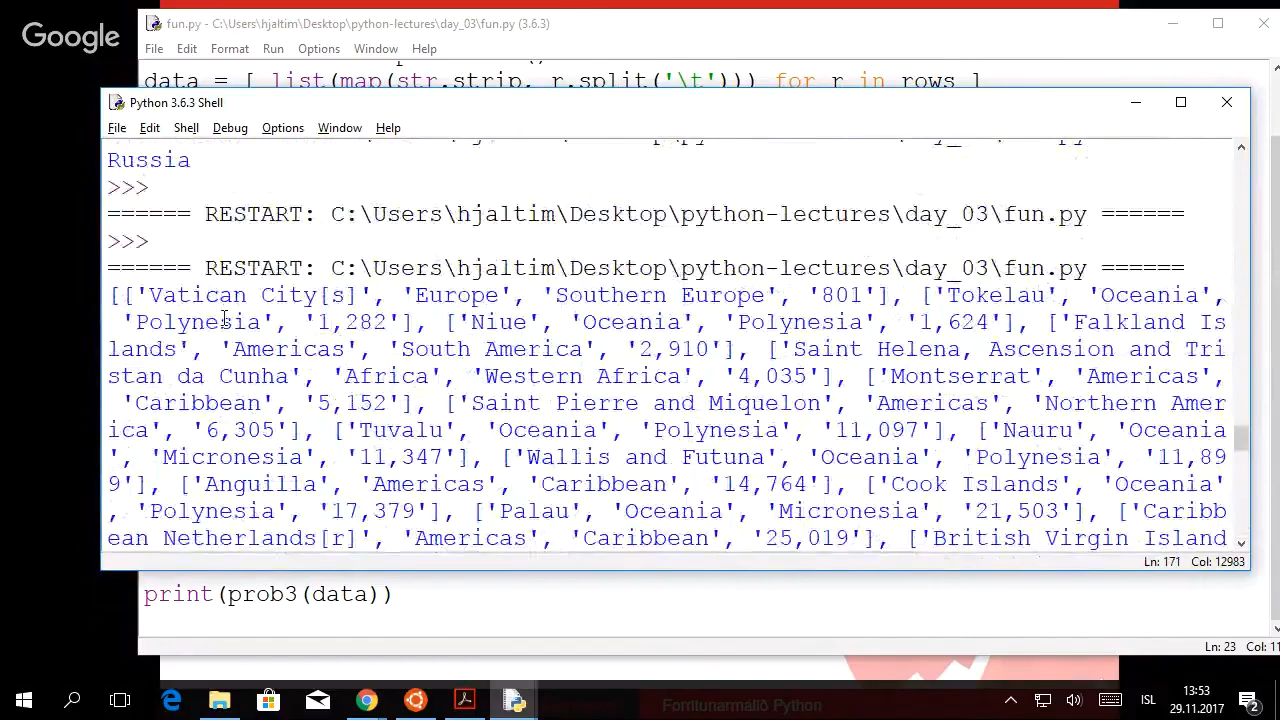 Google
fun.py - C:\Users\hjaltim\Desktop\python-lectures\day_03\fun.py (3.6.3)
File Edit Format Run Options Window Help
data = [ list(map(str.strip, r.split('\t'))) for r in rows ]
Python 3.6.3 Shell
File Edit Shell Debug Options Window Help
Russia
>>>
====== RESTART: C:\Users\hjaltim\Desktop\python-lectures\day_03\fun.py ======
>>>
====== RESTART: C:\Users\hjaltim\Desktop\python-lectures\day_03\fun.py ======
[['Vatican City[s]', 'Europe', 'Southern Europe', '801'], ['Tokelau', 'Oceania',
'Polynesia', '1,282'], ['Niue', 'Oceania', 'Polynesia', '1,624'], ['Falkland Is
lands', 'Americas', 'South America', '2,910'], ['Saint Helena, Ascension and Tri
stan da Cunha', 'Africa', 'Western Africa', '4,035'], ['Montserrat', 'Americas',
'Caribbean', '5,152'], ['Saint Pierre and Miquelon', 'Americas', 'Northern Amer
ica', '6,305'], ['Tuvalu', 'Oceania', 'Polynesia', '11,097'], ['Nauru', 'Oceania
', 'Micronesia', '11,347'], ['Wallis and Futuna', 'Oceania', 'Polynesia', '11,89
9'], ['Anguilla', 'Americas', 'Caribbean', '14,764'], ['Cook Islands', 'Oceania'
, 'Polynesia', '17,379'], ['Palau', 'Oceania', 'Micronesia', '21,503'], ['Caribb
ean Netherlands[r]', 'Americas', 'Caribbean', '25,019'], ['British Virgin Island
Ln: 171 Col: 12983
print(prob3(data))
Ln: 23 Col: 11
Forritunarmálið Python
ISL
13:53
29.11.2017
2